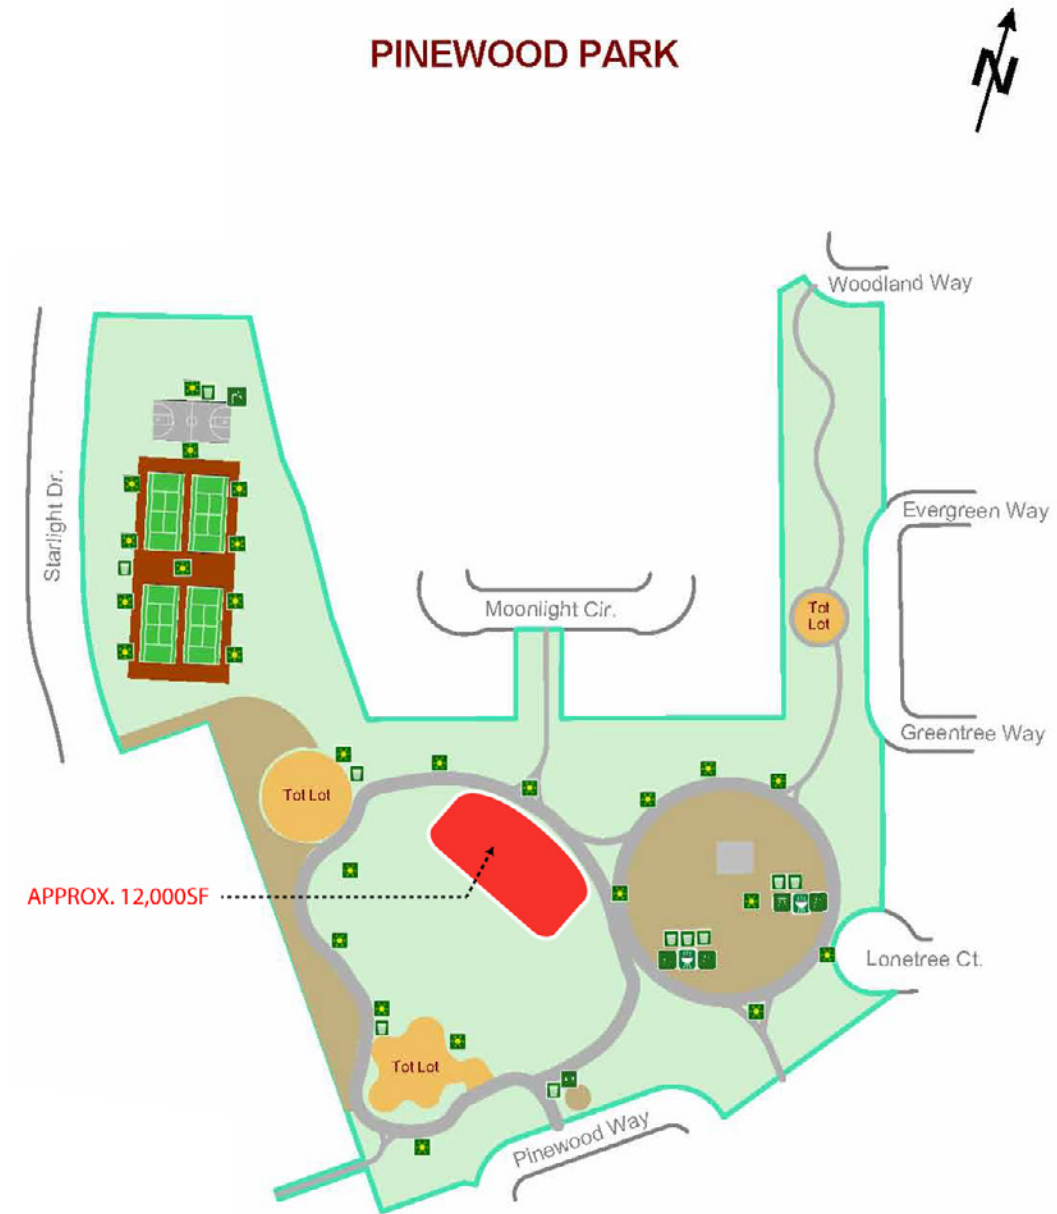 PINEWOOD PARK
N
Woodland Way
Starlight Dr.
Evergreen Way
Moonlight Cir.
Tot
Lot
Greentree Way
Tot Lot
APPROX. 12,000SF
Lonetree Ct.
Tot Lot
Pinewood Way